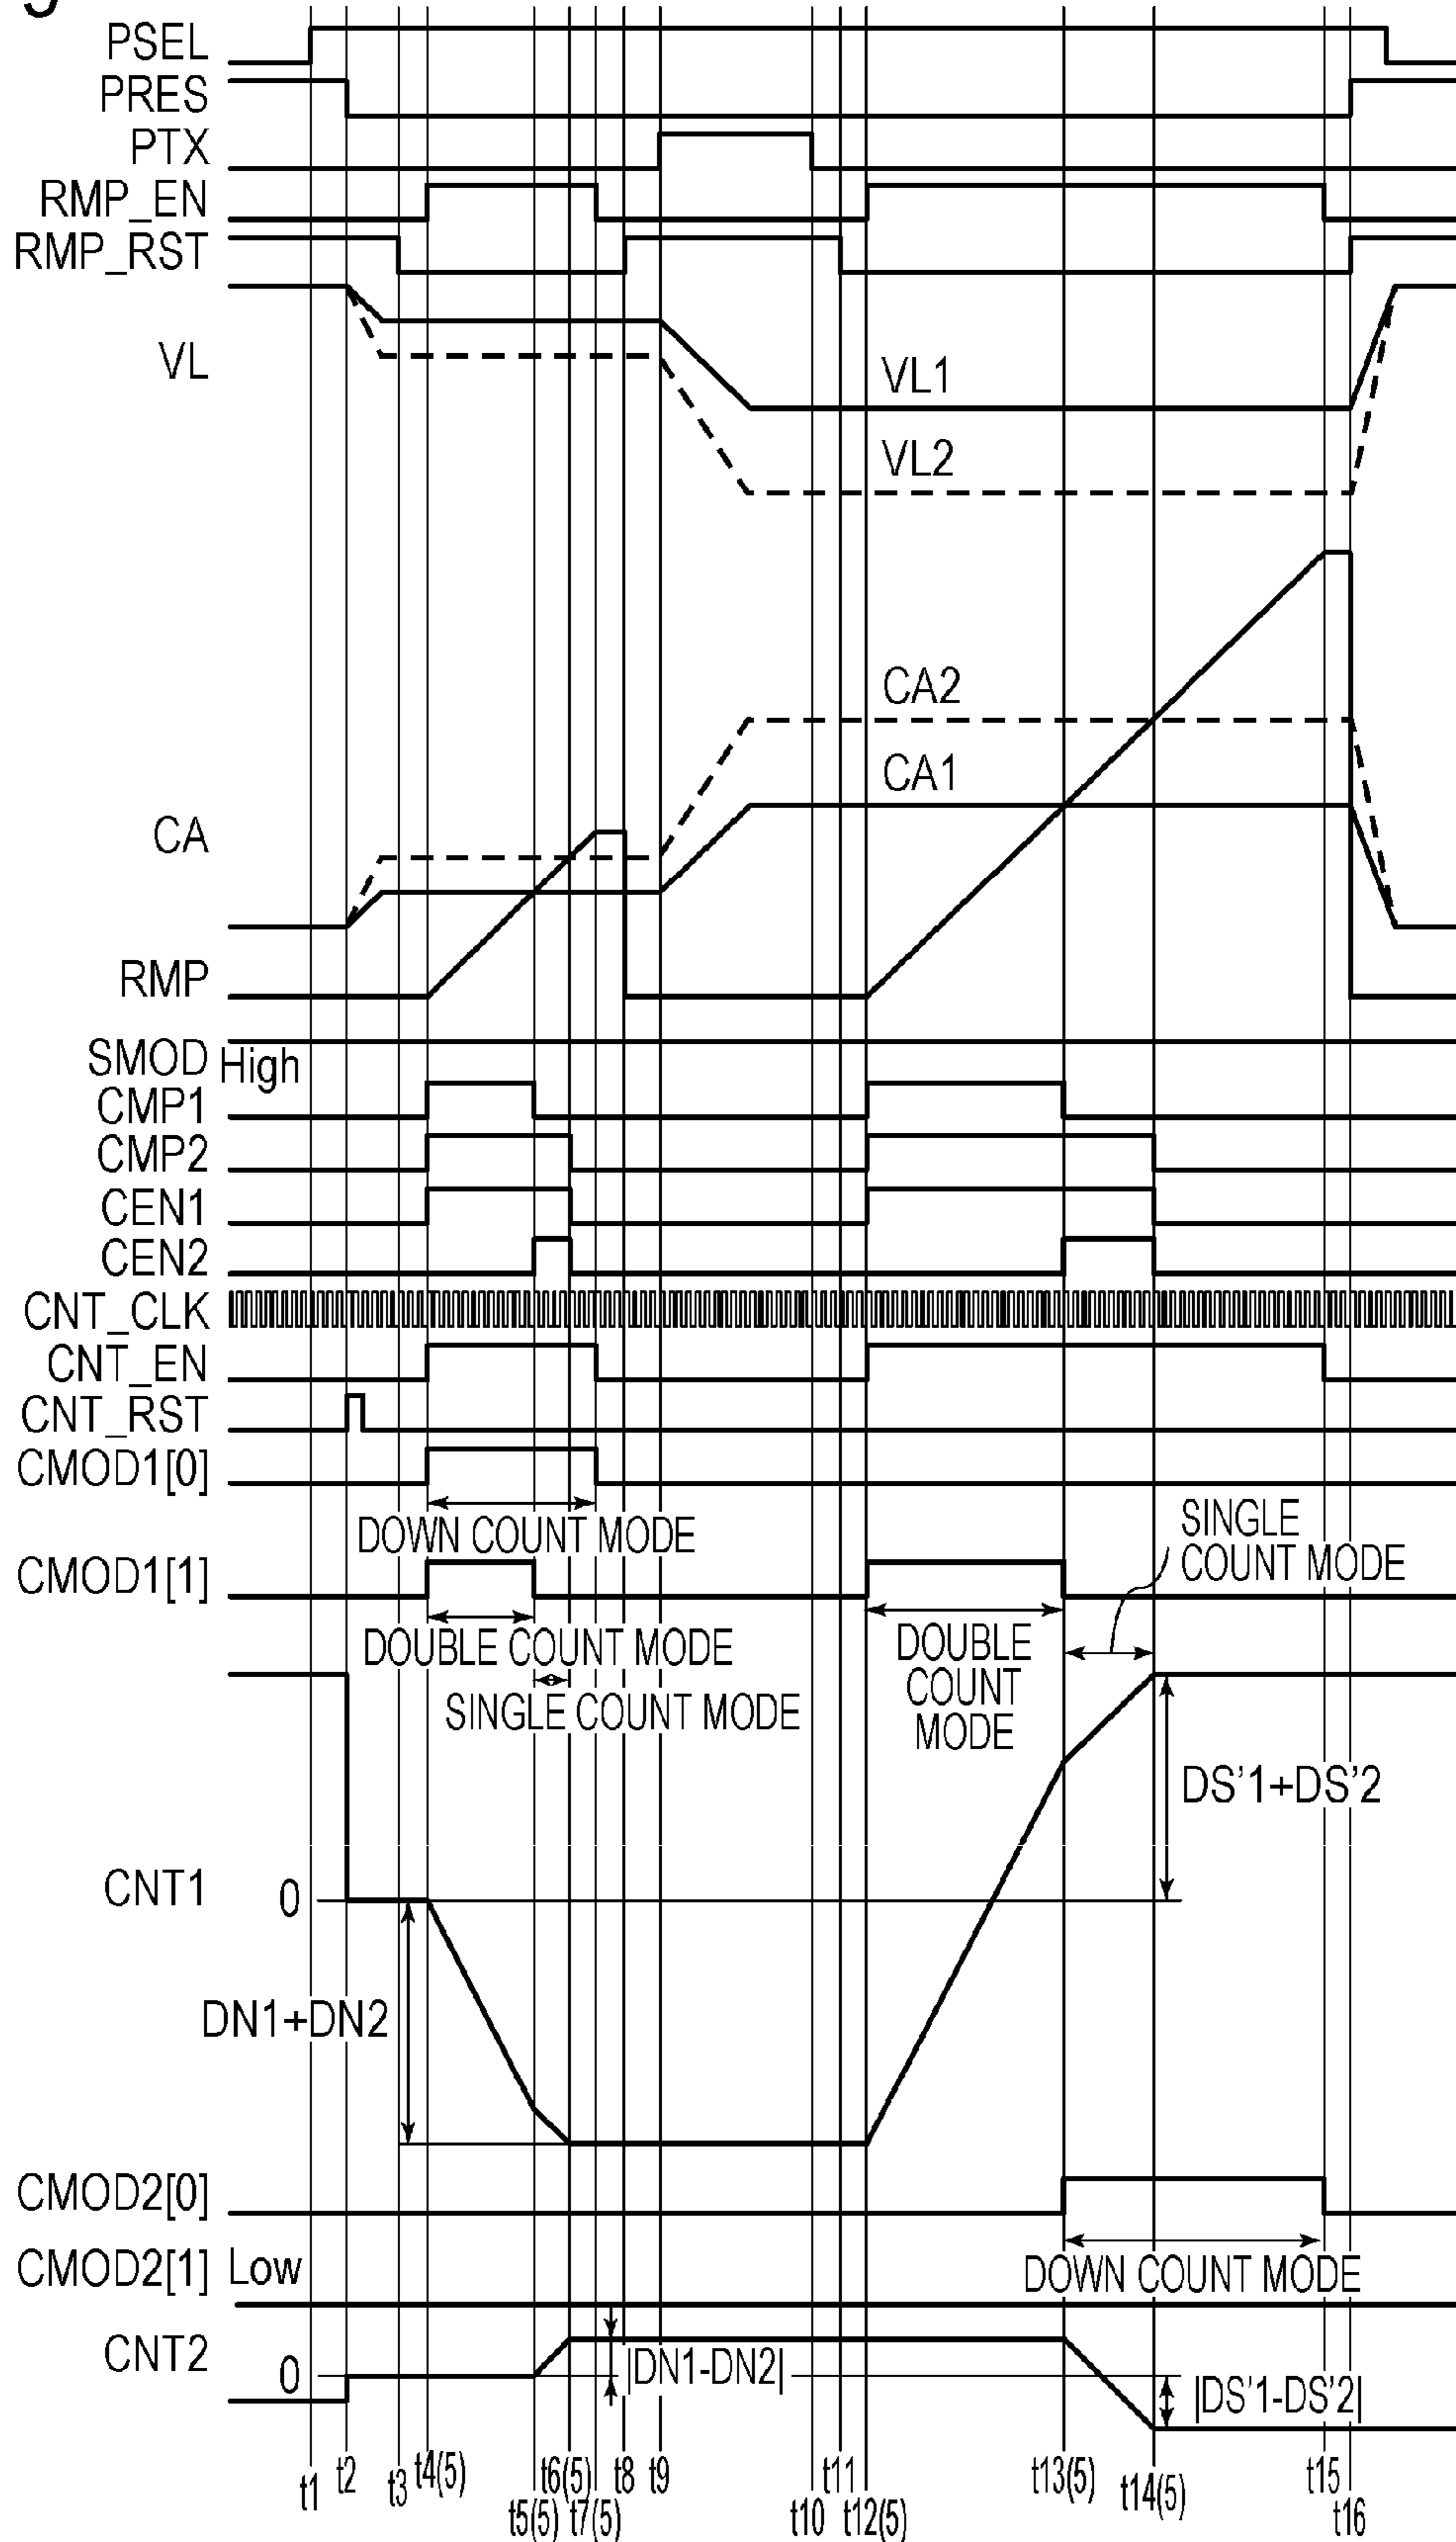 PSEL
PRES
PTX
RMP_EN
RMP_RST
VL
VL1
VL2
CA2
CA1
CA
RMP
SMOD High
CMP1
CMP2
CEN1
CEN2
CNT_CLK
CNT_EN
CNT_RST
CMOD1[0]
DOWN COUNT MODE
SINGLE
COUNT MODE
CMOD1[1]
DOUBLE COUNT MODE
SINGLE COUNT MODE
DOUBLE
COUNT
MODE
DS'1+DS'2
CNT1 0
DN1+DN2
CMOD2[0]
DOWN COUNT MODE
CMOD2[1] Low
CNT2 0
|DN1-DN2|
|DS'1-DS'2|
t1 t2 t3 t4(5) t5(5) t6(5) t7(5) t8 t9 t10 t11 t12(5) t13(5) t14(5) t15 t16